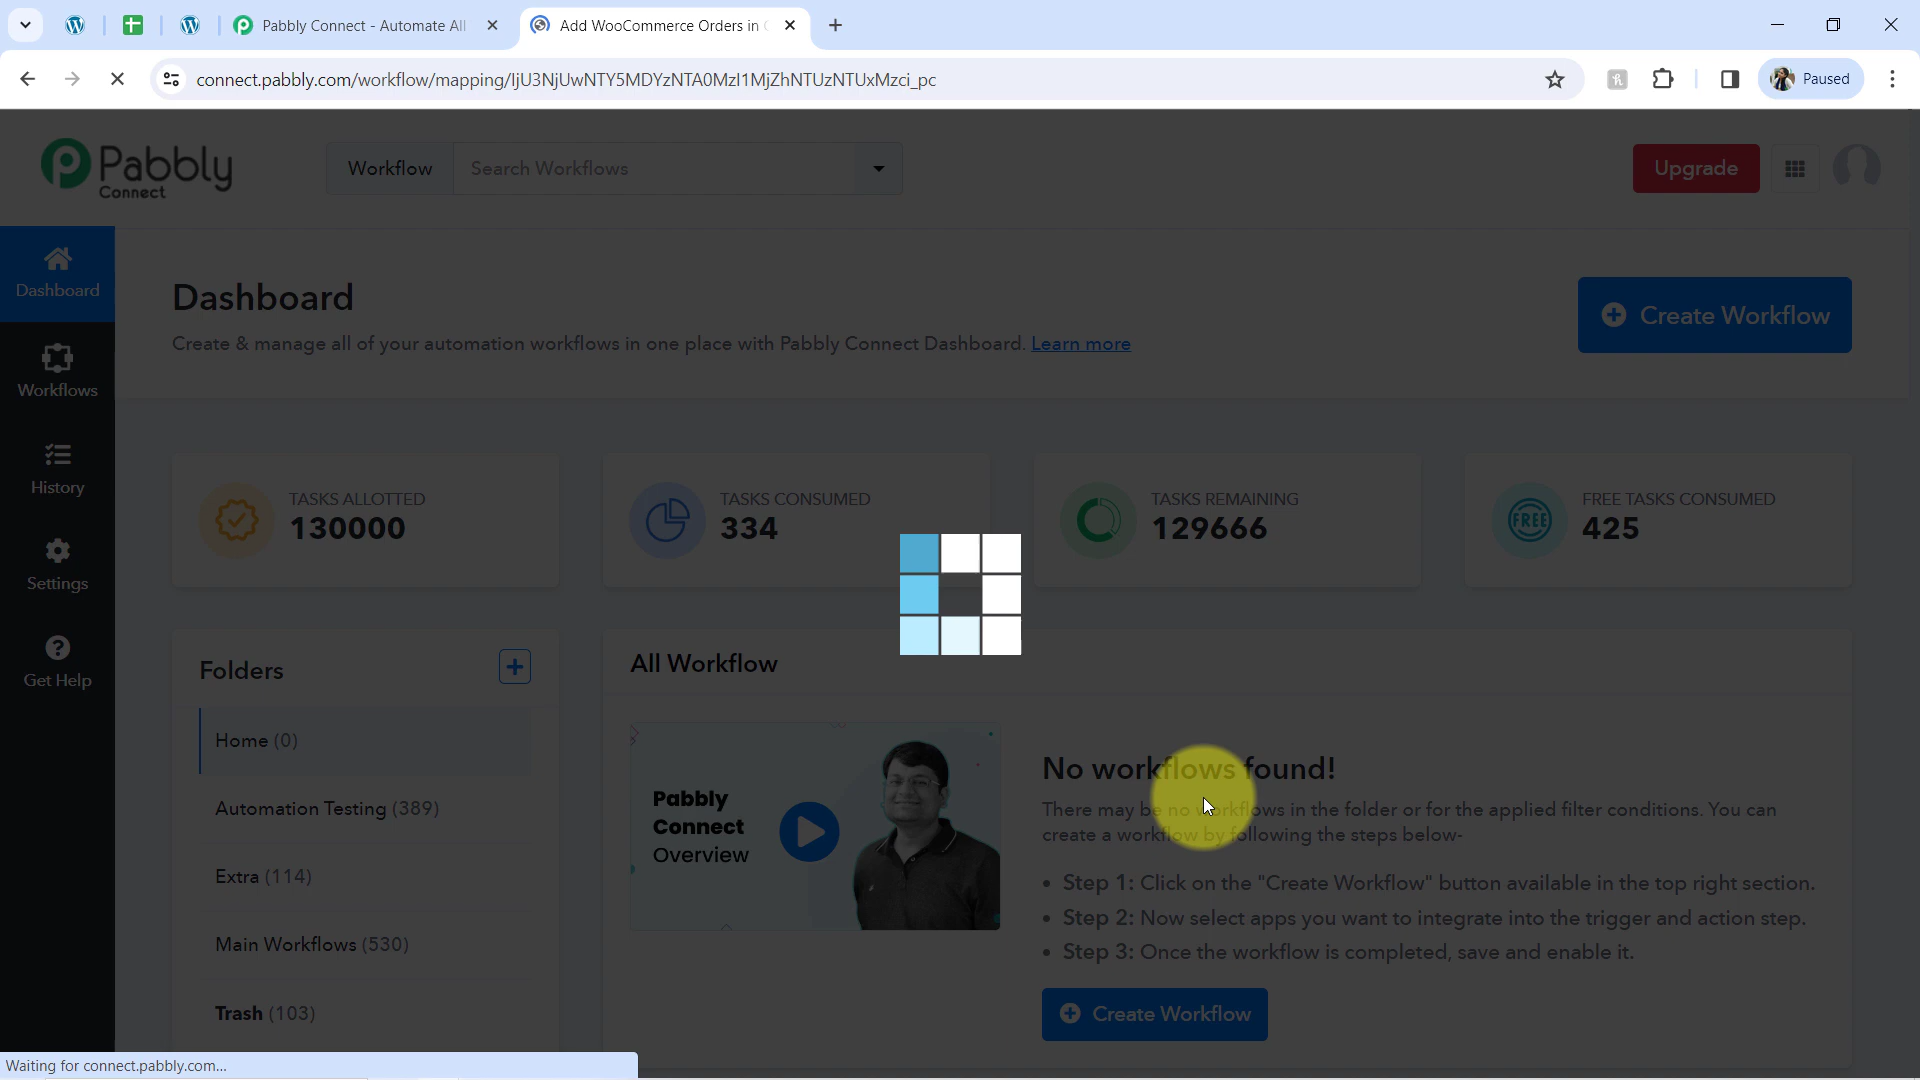 Pabbly Connect - Automate All
Add WooCommerce Orders in
connect.pabbly.com/workflow/mapping/IjU3NjUwNTY5MDYzNTA0MzI1MjZhNTUzNTUxMzci_pc
Paused
Pabbly
Connect
Workflow
Search Workflows
Upgrade
Dashboard
Workflows
History
Settings
Get Help
Dashboard
Create & manage all of your automation workflows in one place with Pabbly Connect Dashboard. Learn more
Create Workflow
TASKS ALLOTTED
130000
TASKS CONSUMED
334
TASKS REMAINING
129666
FREE
FREE TASKS CONSUMED
425
Folders
Home (0)
Automation Testing (389)
Extra (114)
Main Workflows (530)
Trash (103)
All Workflow
Pabbly
Connect
Overview
No workflows found!
There may be no workflows in the folder or for the applied filter conditions. You can
create a workflow by following the steps below-
• Step 1: Click on the "Create Workflow" button available in the top right section.
• Step 2: Now select apps you want to integrate into the trigger and action step.
• Step 3: Once the workflow is completed, save and enable it.
Create Workflow
Waiting for connect.pabbly.com...